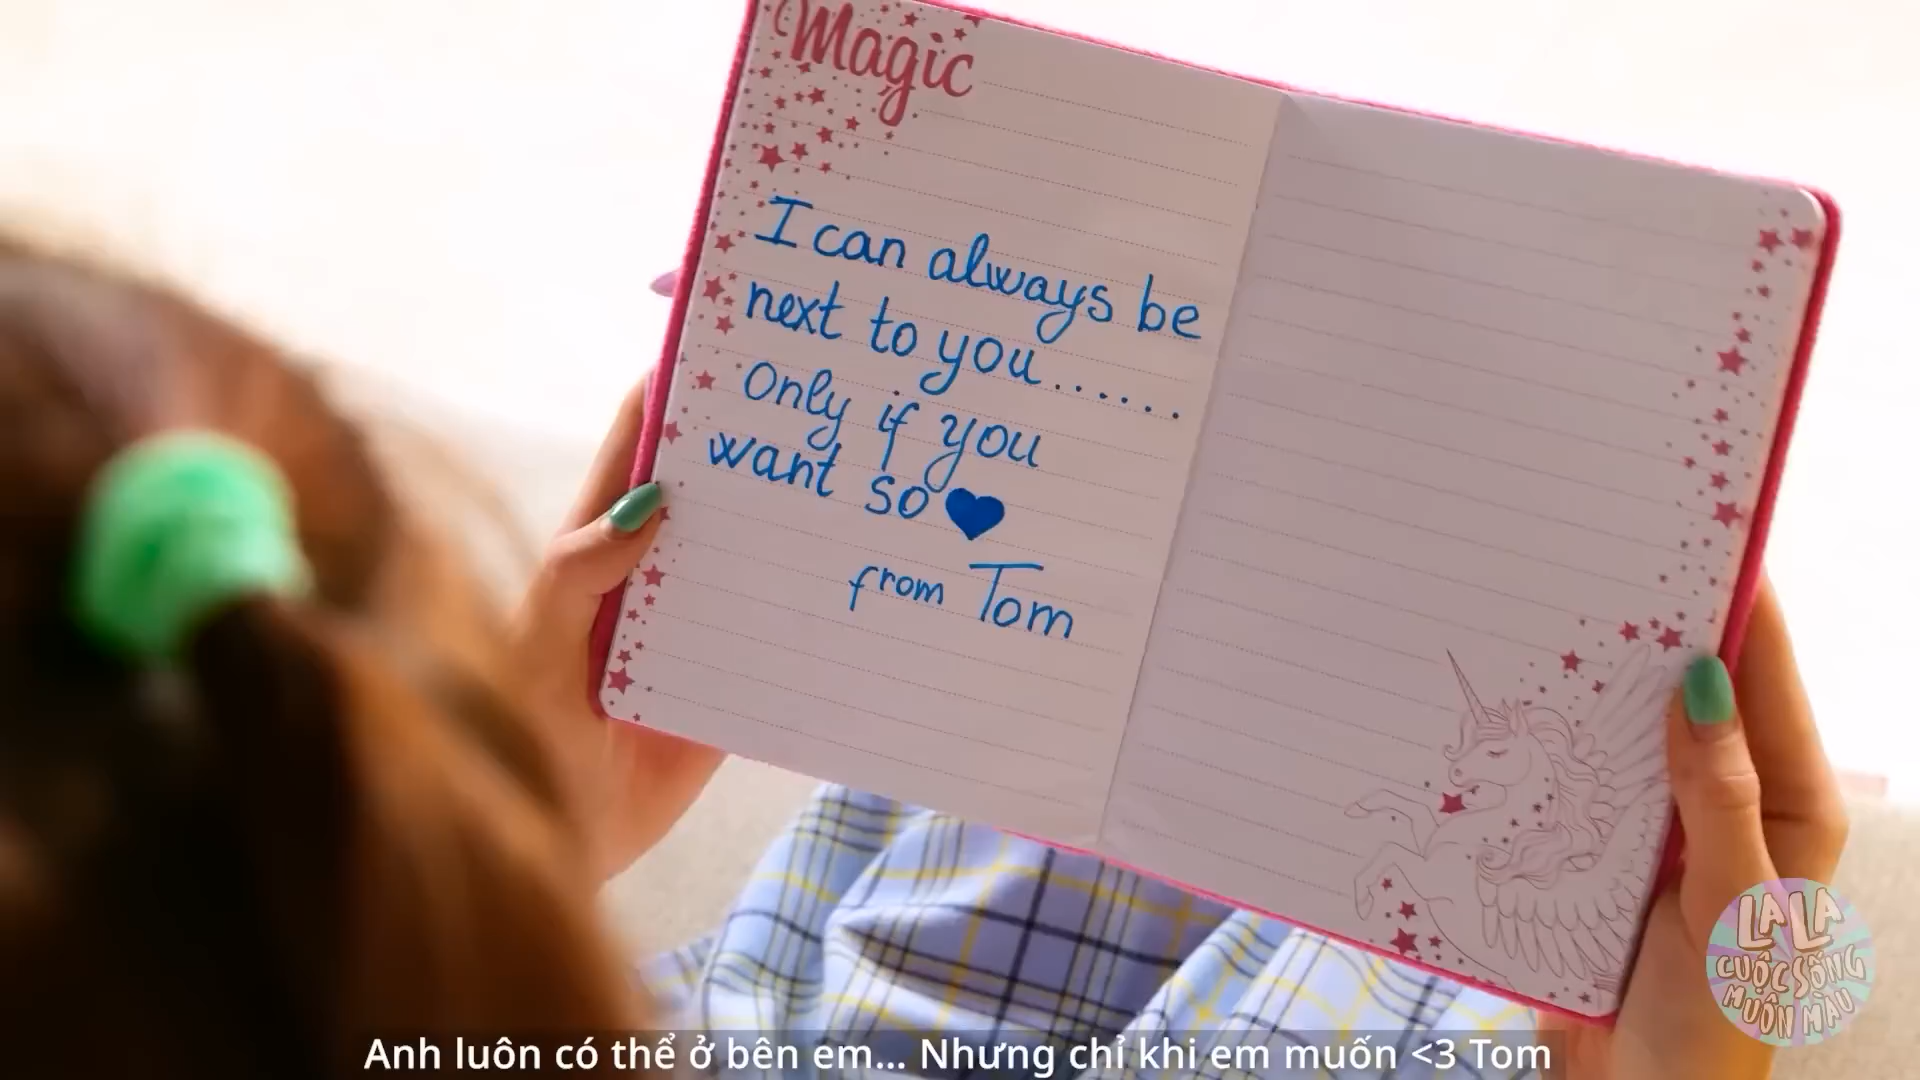 Magic
I can always be
next to you.......
Only if you
want so♥
from Tom
LA LA
CUỘC SỐNG
MUÔN MÀU
Anh luôn có thể ở bên em... Nhưng chỉ khi em muốn <3 Tom